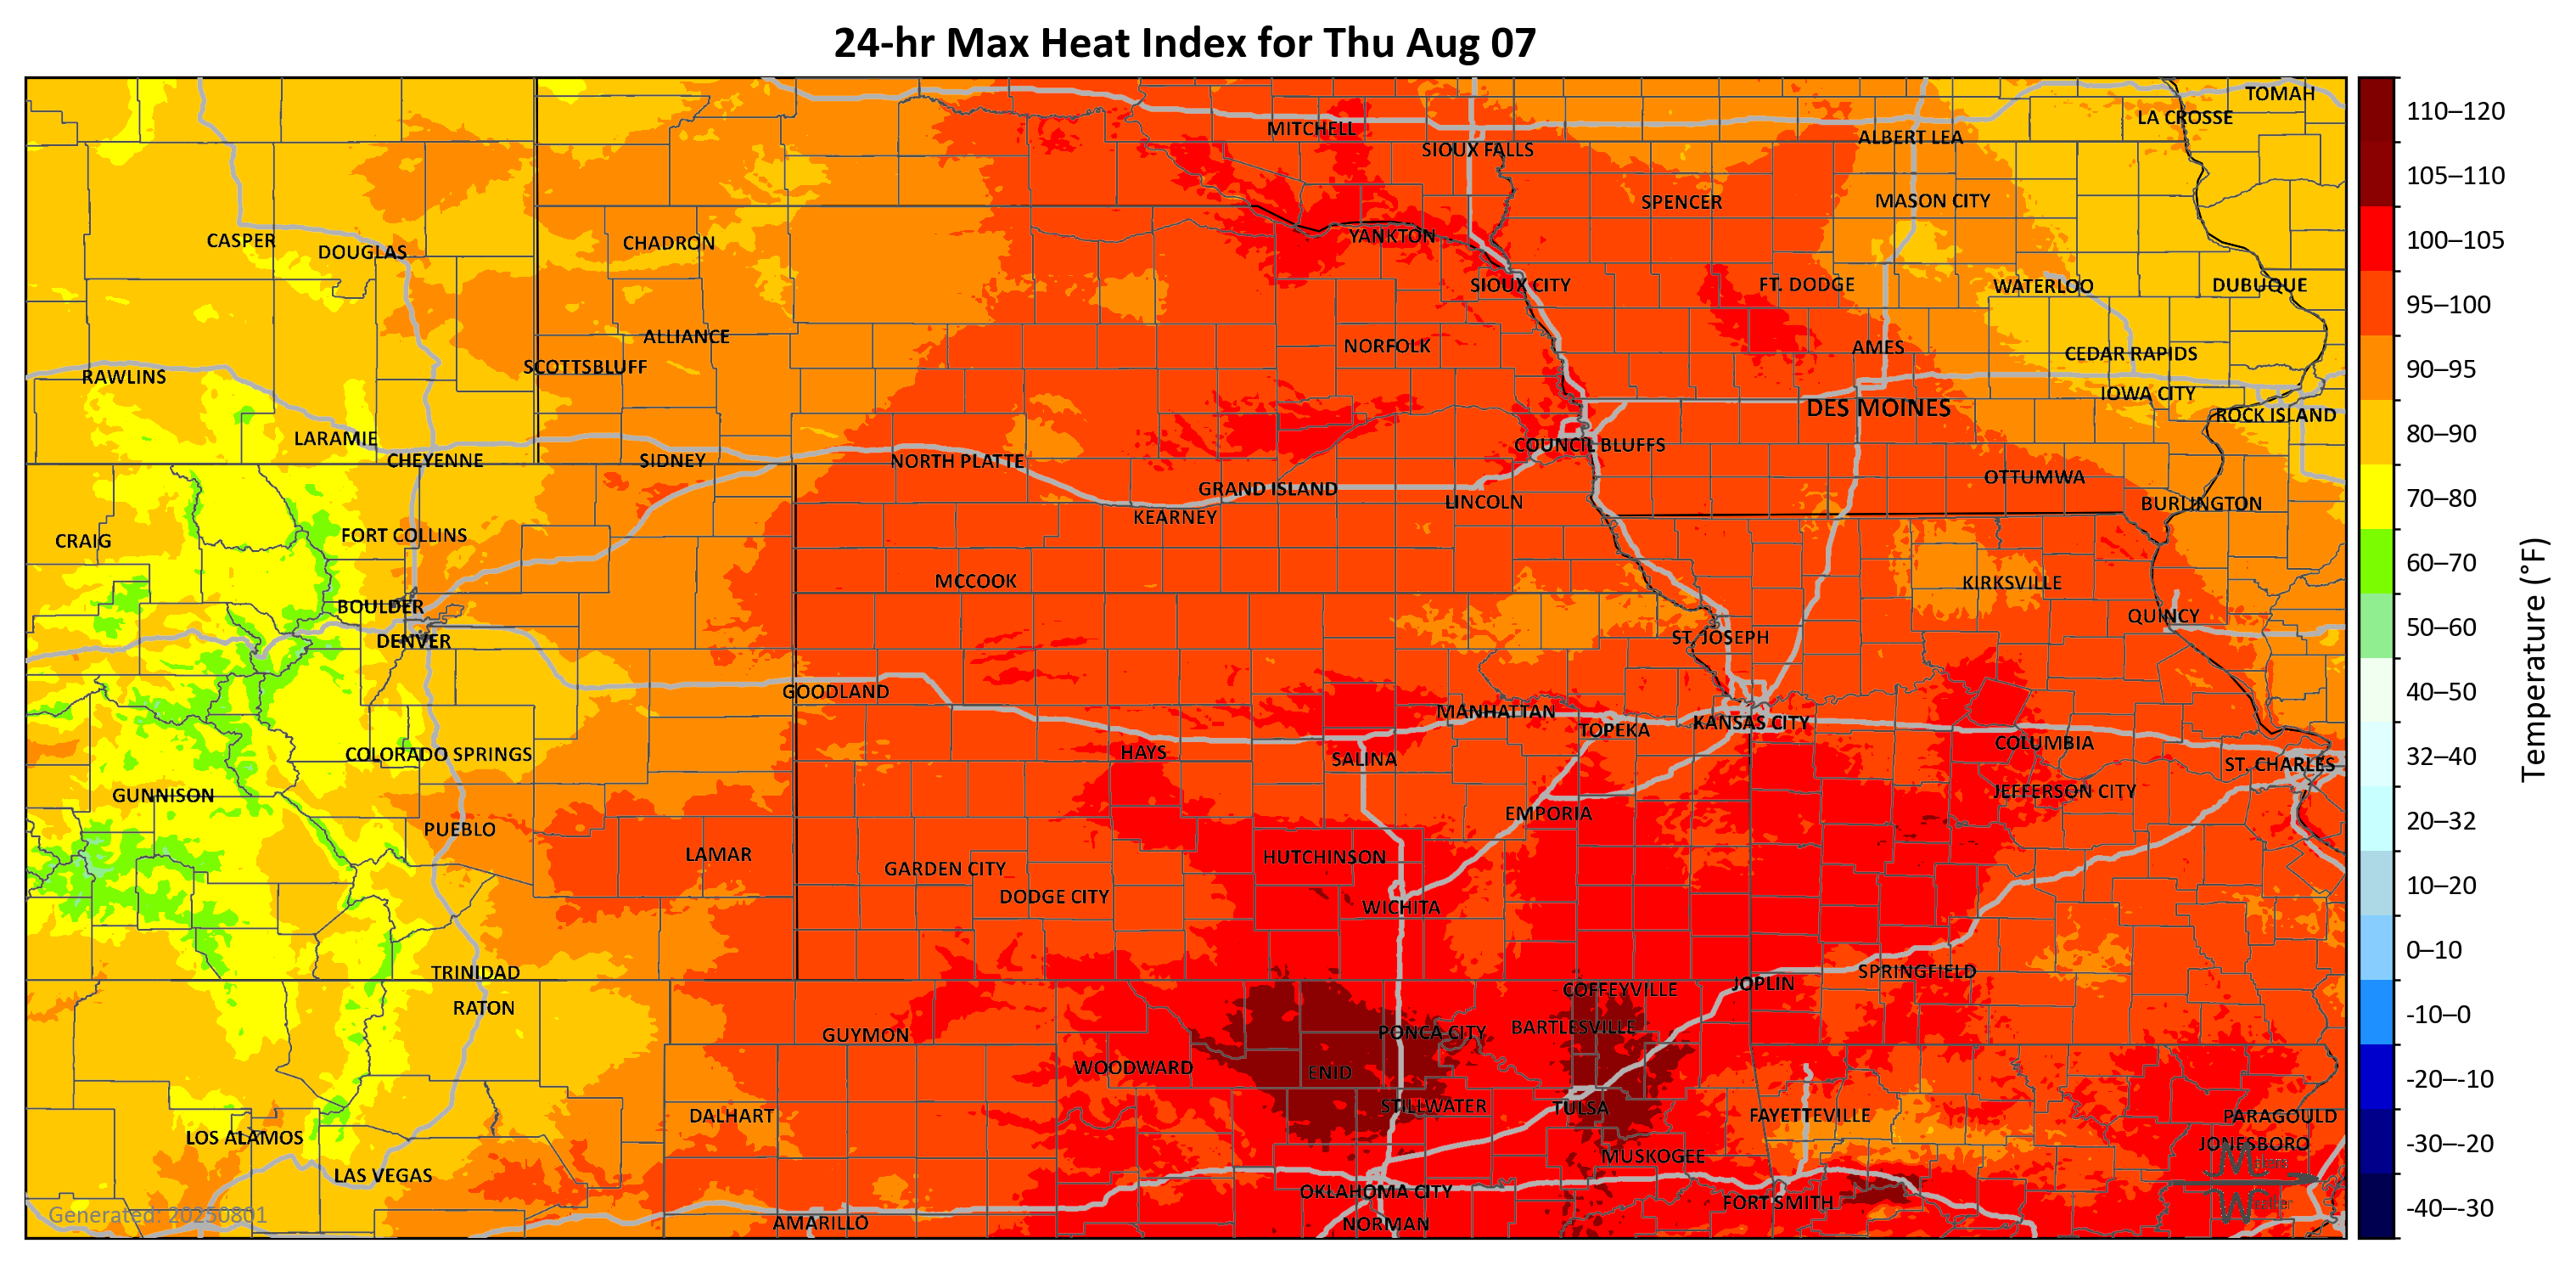 24-hr Max Heat Index for Thu Aug 07
TOMAH
LA CROSSE
MITCHELL
ALBERT LEA
SIOUX FALLS
SPENCER
MASON CITY
YANKTON
CASPER
CHADRON
DOUGLAS
SIOUX CITY
FT. DODGE
WATERLOO
DUBUQUE
ALLIANCE
NORFOLK
AMES
CEDAR RAPIDS
SCOTTSBLUFF
RAWLINS
IOWA CITY
DES MOINES
ROCK ISLAND
LARAMIE
COUNCIL BLUFFS
CHEYENNE
SIDNEY
NORTH PLATTE
OTTUMWA
GRAND ISLAND
LINCOLN
BURLINGTON
KEARNEY
FORT COLLINS
CRAIG
MCCOOK
KIRKSVILLE
BOULDER
QUINCY
DENVER
ST. JOSEPH
GOODLAND
MANHATTAN
KANSAS CITY
TOPEKA
COLUMBIA
COLORADO SPRINGS
HAYS
SALINA
ST. CHARLES
GUNNISON
JEFFERSON CITY
EMPORIA
PUEBLO
LAMAR
HUTCHINSON
GARDEN CITY
DODGE CITY
WICHITA
TRINIDAD
SPRINGFIELD
JOPLIN
COFFEYVILLE
RATON
GUYMON
PONCA CITY
BARTLESVILLE
WOODWARD
ENID
STILLWATER
TULSA
DALHART
FAYETTEVILLE
PARAGOULD
LOS ALAMOS
JONESBORO
MUSKOGEE
LAS VEGAS
OKLAHOMA CITY
FORT SMITH
AMARILLO
NORMAN
Generated: 20250801
110–120
105–110
100–105
95–100
90–95
80–90
70–80
60–70
50–60
40–50
32–40
20–32
10–20
0–10
-10–0
-20–-10
-30–-20
-40–-30
Temperature (°F)